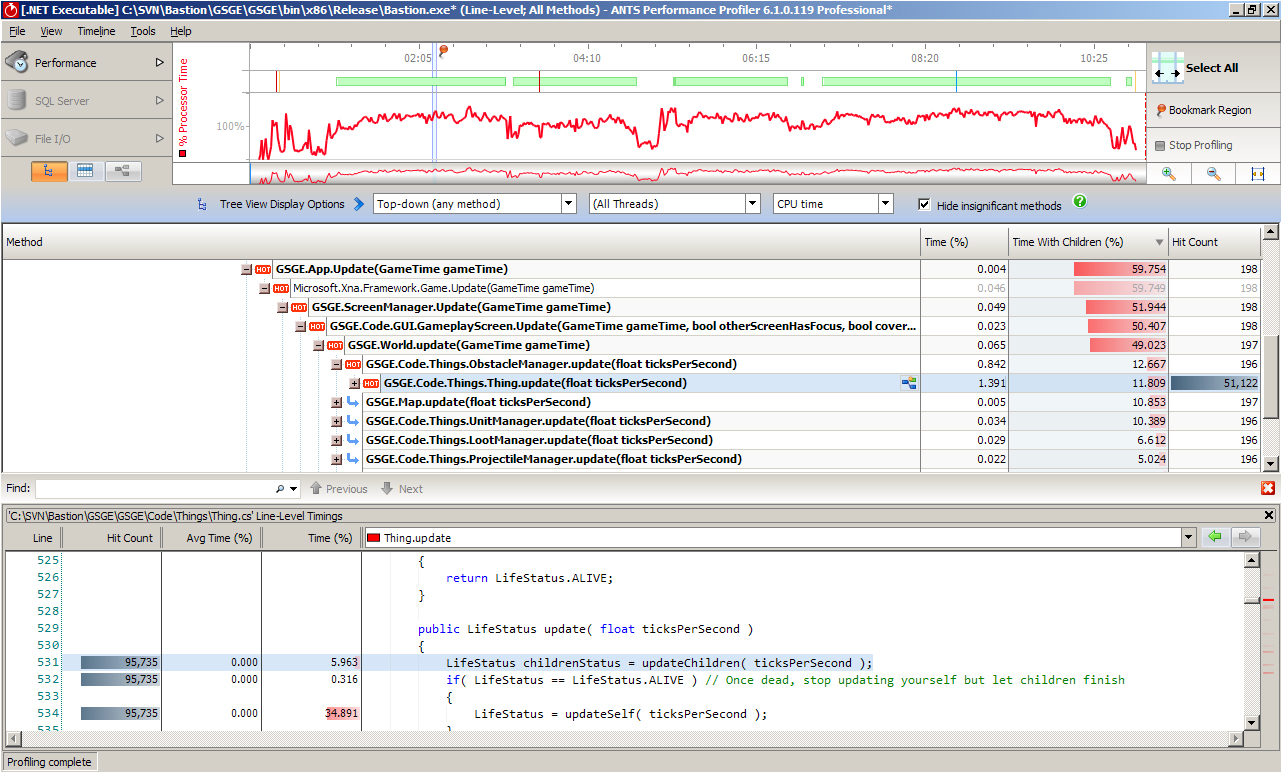 [.NET Executable] C:\SVN\Bastion\GSGE\GSGE\bin\x86\Release\Bastion.exe* (Line-Level; All Methods) - ANTS Performance Profiler 6.1.0.119 Professional*
File View Timeline Tools Help
Performance
SQL Server
File I/O
% Processor Time
02:05 04:10 06:15 08:20 10:25
100%
Select All
Bookmark Region
Stop Profiling
Tree View Display Options Top-down (any method) (All Threads) CPU time Hide insignificant methods ?
Method Time (%) Time With Children (%) Hit Count
HOT GSGE.App.Update(GameTime gameTime) 0.004 59.754 198
HOT Microsoft.Xna.Framework.Game.Update(GameTime gameTime) 0.046 59.749 198
HOT GSGE.ScreenManager.Update(GameTime gameTime) 0.049 51.944 198
HOT GSGE.Code.GUI.GameplayScreen.Update(GameTime gameTime, bool otherScreenHasFocus, bool cover... 0.023 50.407 198
HOT GSGE.World.update(GameTime gameTime) 0.065 49.023 197
HOT GSGE.Code.Things.ObstacleManager.update(float ticksPerSecond) 0.842 12.667 196
HOT GSGE.Code.Things.Thing.update(float ticksPerSecond) 1.391 11.809 51,122
GSGE.Map.update(float ticksPerSecond) 0.005 10.853 197
GSGE.Code.Things.UnitManager.update(float ticksPerSecond) 0.034 10.389 196
GSGE.Code.Things.LootManager.update(float ticksPerSecond) 0.029 6.612 196
GSGE.Code.Things.ProjectileManager.update(float ticksPerSecond) 0.022 5.024 196
Find: Previous Next
'C:\SVN\Bastion\GSGE\GSGE\Code\Things\Thing.cs' Line-Level Timings
Line Hit Count Avg Time (%) Time (%) Thing.update
525 {
526 return LifeStatus.ALIVE;
527 }
528
529 public LifeStatus update( float ticksPerSecond )
530 {
531 95,735 0.000 5.963 LifeStatus childrenStatus = updateChildren( ticksPerSecond );
532 95,735 0.000 0.316 if( LifeStatus == LifeStatus.ALIVE ) // Once dead, stop updating yourself but let children finish
533 {
534 95,735 0.000 34.891 LifeStatus = updateSelf( ticksPerSecond );
535 }
Profiling complete